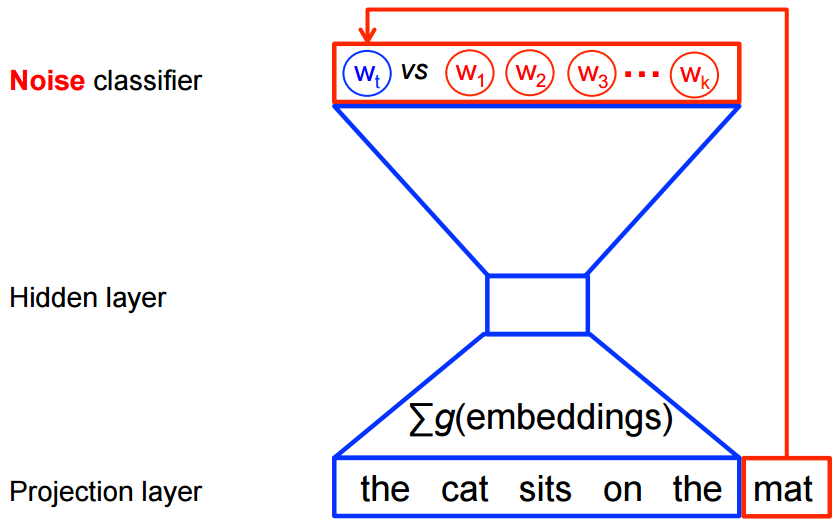 Noise classifier
wt vs w1 w2 w3 ... wk
Hidden layer
∑g(embeddings)
Projection layer
the cat sits on the mat